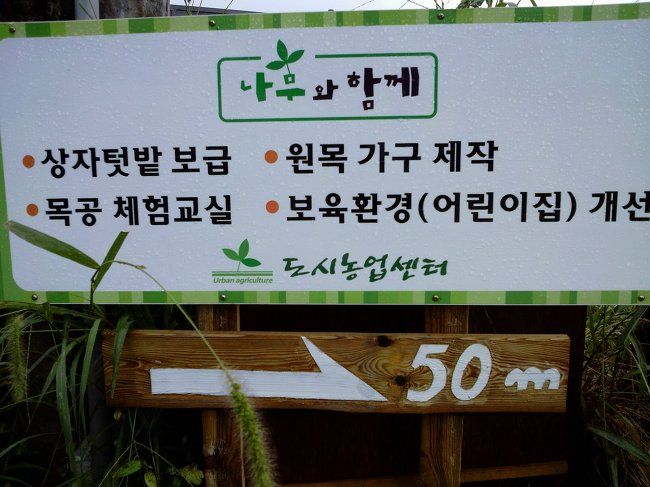 나무와 함께
• 상자텃밭 보급 • 원목 가구 제작
• 목공 체험교실 • 보육환경(어린이집) 개선
Urban agriculture 도시농업센터
50 m